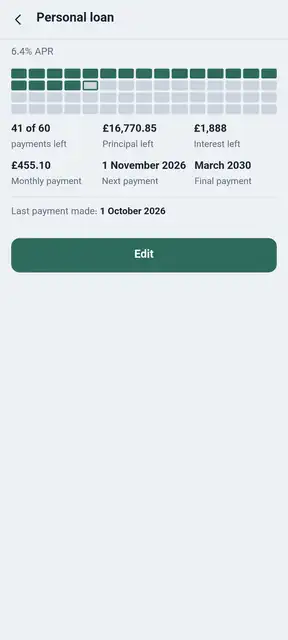 Personal loan
6.4% APR
41 of 60 £16,770.85 £1,888
payments left Principal left Interest left
£455.10 1 November 2026 March 2030
Monthly payment Next payment Final payment
Last payment made: 1 October 2026
Edit